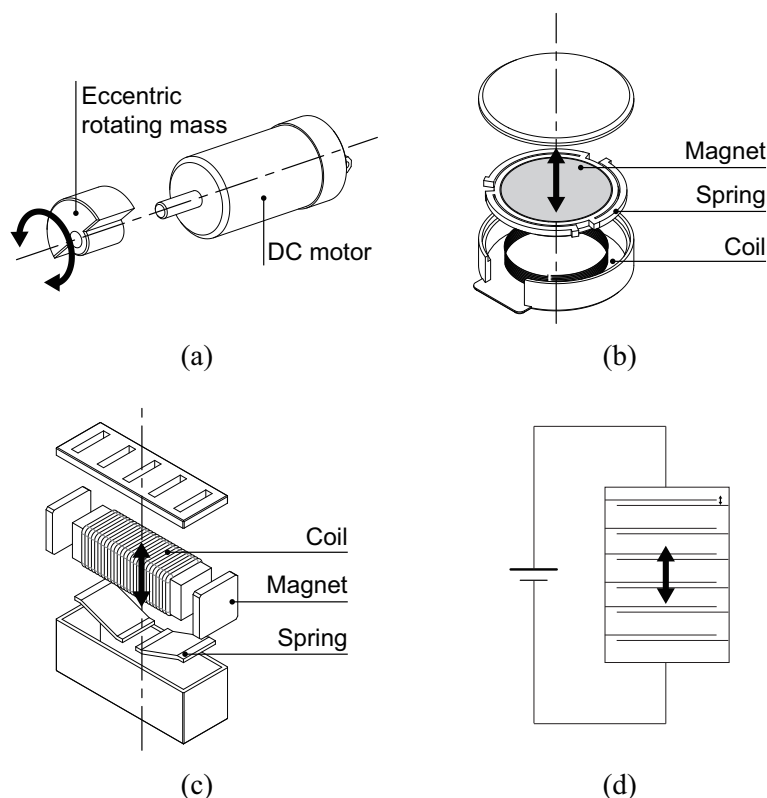 Eccentric
rotating mass
DC motor
(a)
Magnet
Spring
Coil
(b)
Coil
Magnet
Spring
(c)
(d)